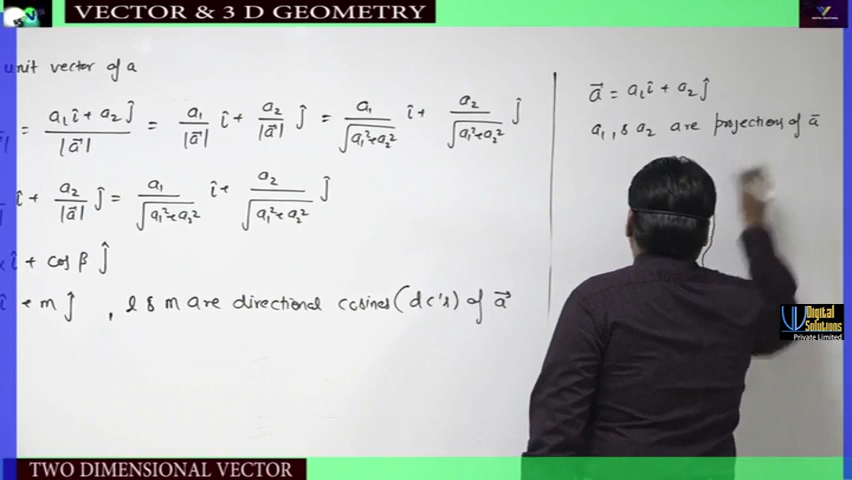 VECTOR & 3 D GEOMETRY
unit vector of a
= a₁î + a₂ĵ / |a⃗| = a₁/|a⃗| î + a₂/|a⃗| ĵ = a₁/√(a₁²+a₂²) î + a₂/√(a₁²+a₂²) ĵ
î + a₂/|a⃗| ĵ = a₁/√(a₁²+a₂²) î + a₂/√(a₁²+a₂²) ĵ
î + cos β ĵ
î + m ĵ , l & m are directional cosines (dc's) of a⃗
a⃗ = a₁î + a₂ĵ
a₁, & a₂ are projections of a⃗
Digital
Solutions
Private Limited
TWO DIMENSIONAL VECTOR